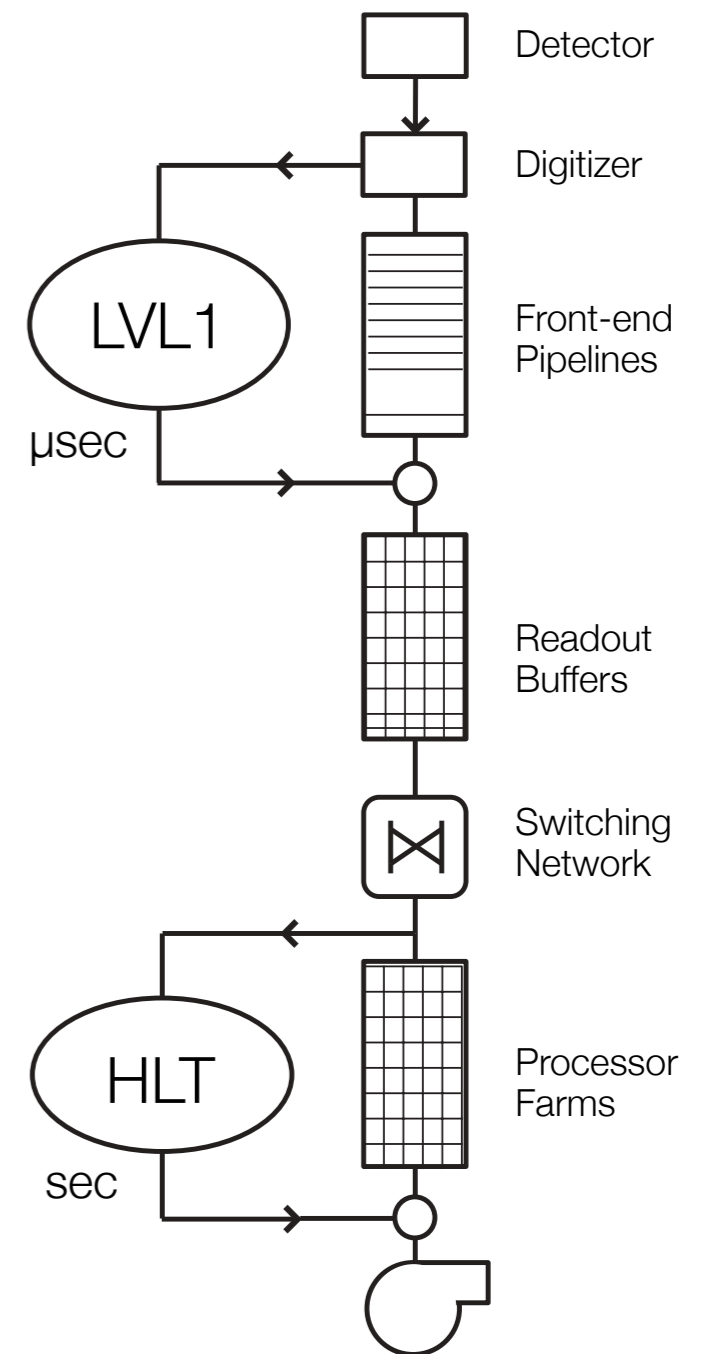 Detector
Digitizer
LVL1
Front-end
Pipelines
µsec
Readout
Buffers
Switching
Network
HLT
Processor
Farms
sec